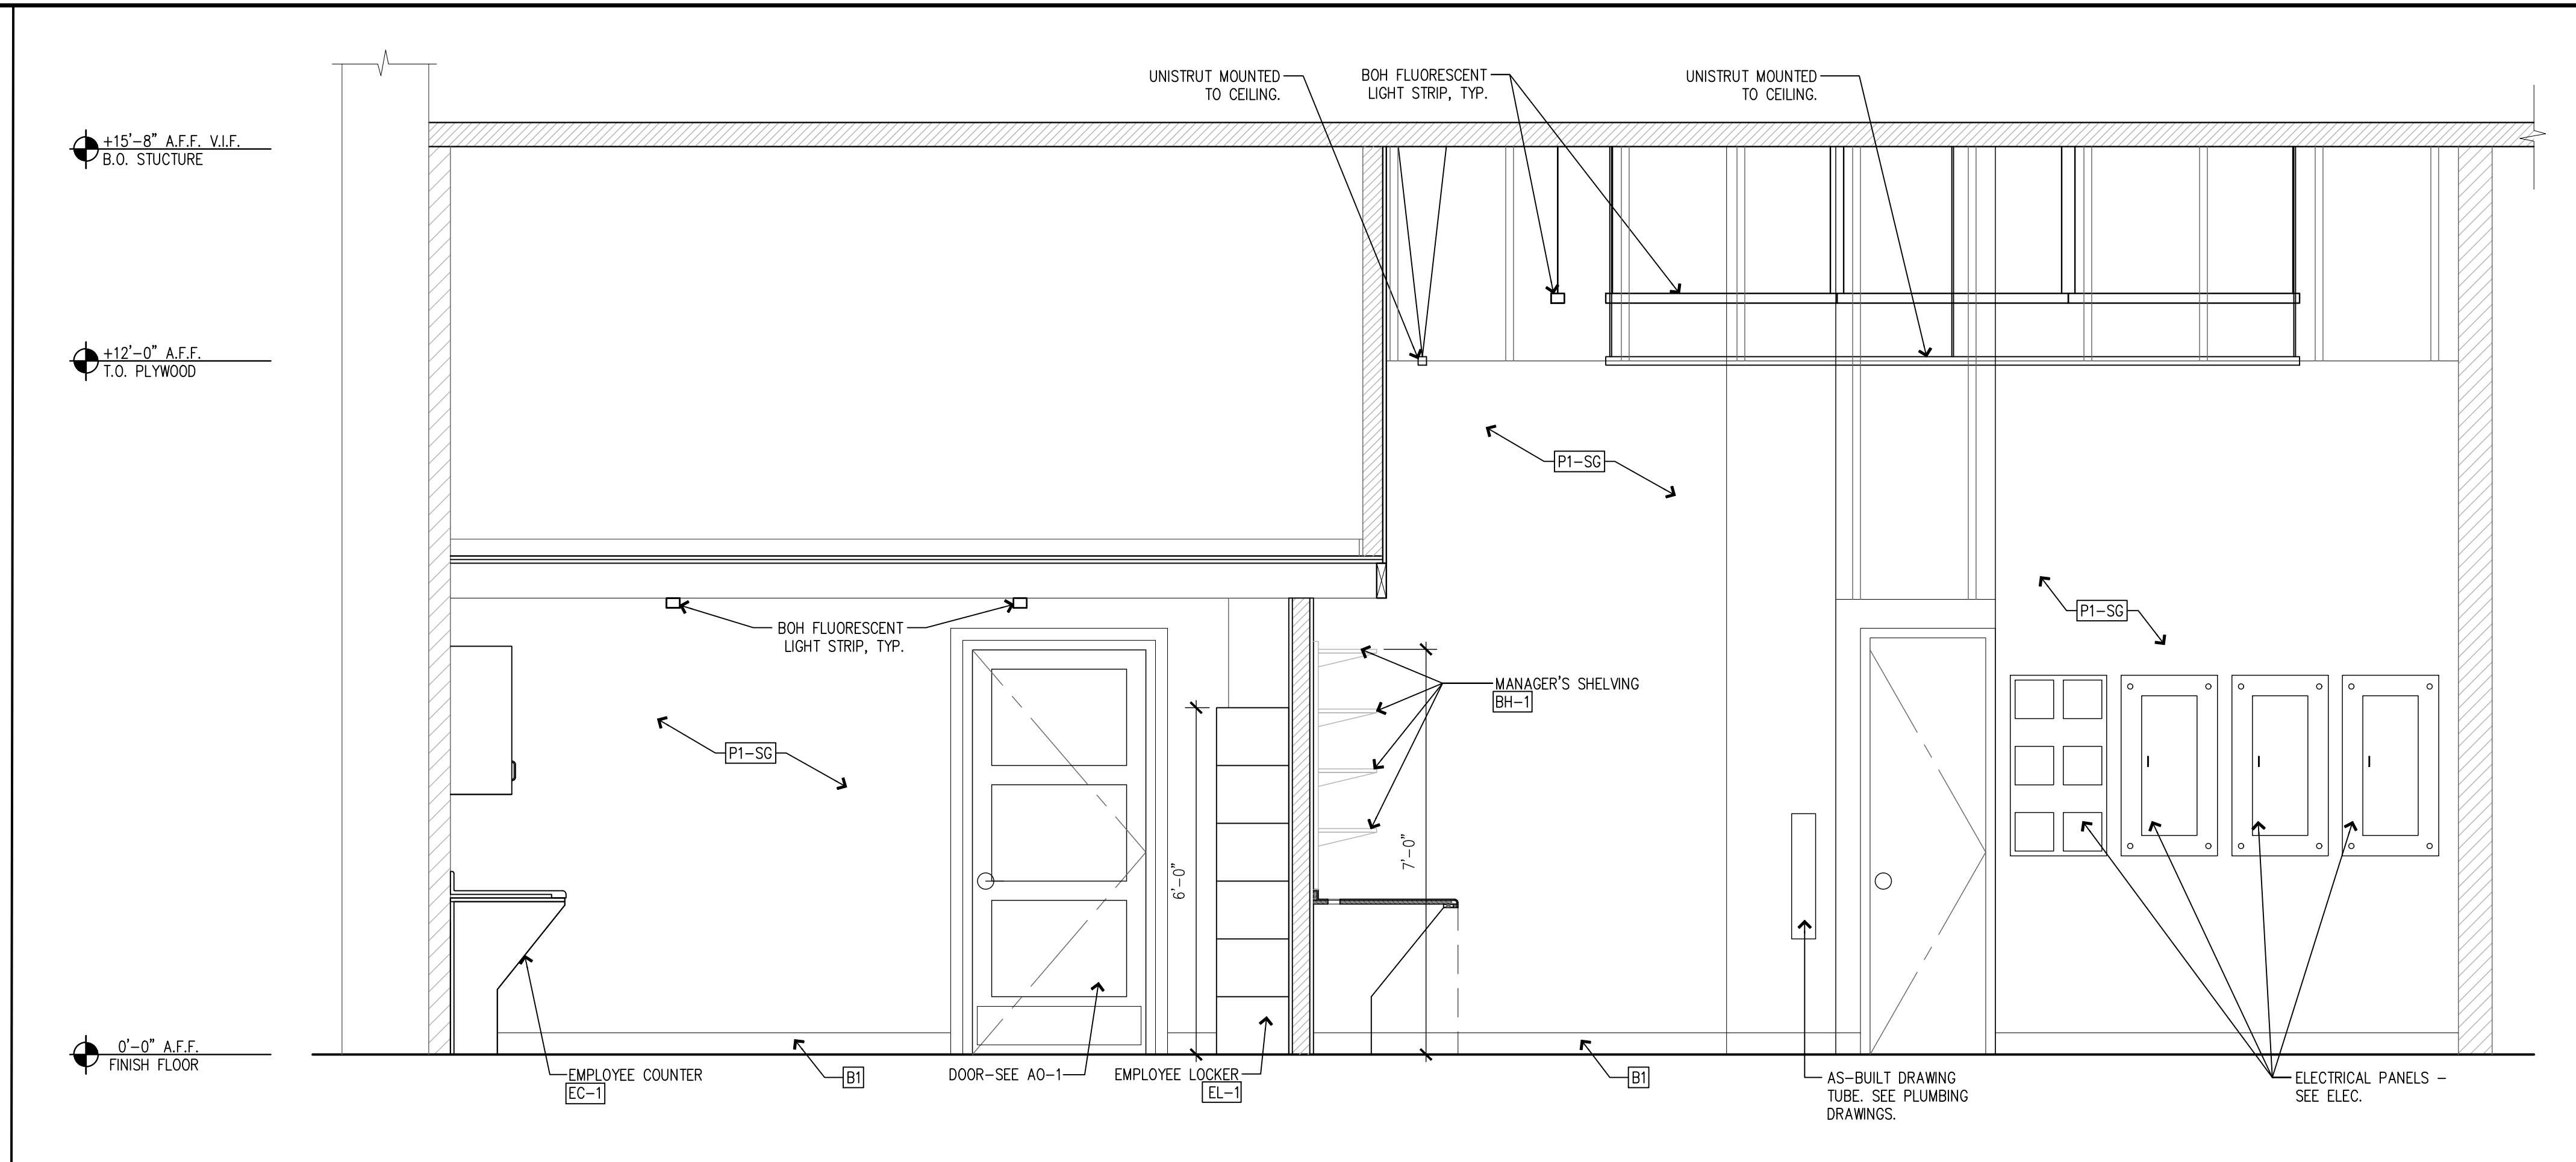 UNISTRUT MOUNTED
TO CEILING.
BOH FLUORESCENT
LIGHT STRIP, TYP.
UNISTRUT MOUNTED
TO CEILING.
+15'-8" A.F.F. V.I.F.
B.O. STUCTURE
+12'-0" A.F.F.
T.O. PLYWOOD
P1-SG
P1-SG
BOH FLUORESCENT
LIGHT STRIP, TYP.
MANAGER'S SHELVING
BH-1
P1-SG
6'-0"
7'-0"
0'-0" A.F.F.
FINISH FLOOR
EMPLOYEE COUNTER
EC-1
B1
DOOR-SEE AO-1
EMPLOYEE LOCKER
EL-1
B1
AS-BUILT DRAWING
TUBE. SEE PLUMBING
DRAWINGS.
ELECTRICAL PANELS -
SEE ELEC.